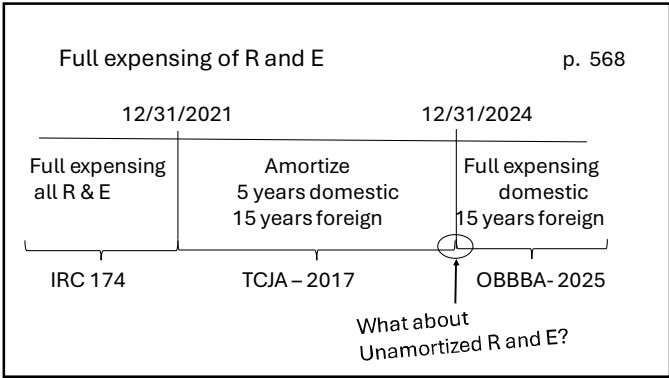 Full expensing of R and E
p. 568
12/31/2021
12/31/2024
Full expensing
all R & E
Amortize
5 years domestic
15 years foreign
Full expensing
domestic
15 years foreign
IRC 174
TCJA – 2017
OBBBA- 2025
What about
Unamortized R and E?